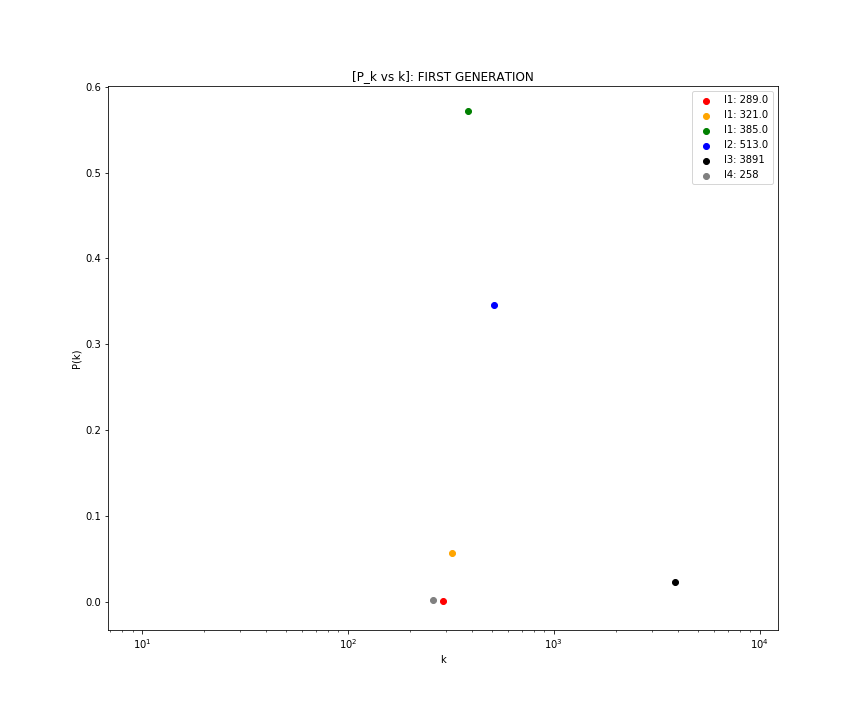 [P_k vs k]: FIRST GENERATION
l1: 289.0
l1: 321.0
l1: 385.0
l2: 513.0
l3: 3891
l4: 258
0.6
0.5
0.4
0.3
0.2
0.1
0.0
P(k)
10¹ 10² 10³ 10⁴
k